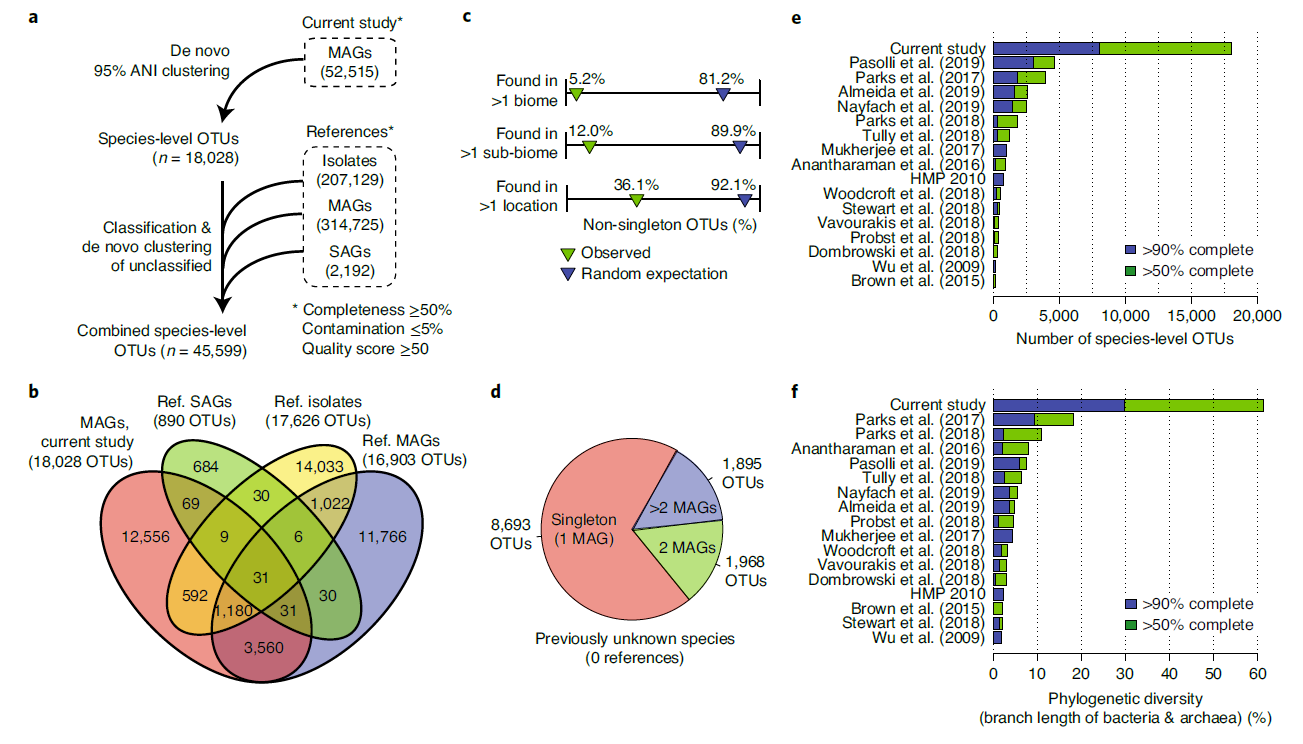 a
Current study*
MAGs
(52,515)
De novo
95% ANI clustering
Species-level OTUs
(n = 18,028)
References*
Isolates
(207,129)
MAGs
(314,725)
SAGs
(2,192)
Classification &
de novo clustering
of unclassified
Combined species-level
OTUs (n = 45,599)
* Completeness ≥50%
Contamination ≤5%
Quality score ≥50
b
MAGs,
current study
(18,028 OTUs)
Ref. SAGs
(890 OTUs)
Ref. isolates
(17,626 OTUs)
Ref. MAGs
(16,903 OTUs)
684
14,033
30
69
1,022
12,556
9
6
11,766
31
592
30
1,180
31
3,560
c
Found in
>1 biome
5.2%
81.2%
Found in
>1 sub-biome
12.0%
89.9%
Found in
>1 location
36.1%
92.1%
Non-singleton OTUs (%)
Observed
Random expectation
d
1,895
OTUs
>2 MAGs
8,693
OTUs
Singleton
(1 MAG)
2 MAGs
1,968
OTUs
Previously unknown species
(0 references)
e
Current study
Pasolli et al. (2019)
Parks et al. (2017)
Almeida et al. (2019)
Nayfach et al. (2019)
Parks et al. (2018)
Tully et al. (2018)
Mukherjee et al. (2017)
Anantharaman et al. (2016)
HMP 2010
Woodcroft et al. (2018)
Stewart et al. (2018)
Vavourakis et al. (2018)
Probst et al. (2018)
Dombrowski et al. (2018)
Wu et al. (2009)
Brown et al. (2015)
>90% complete
>50% complete
0 5,000 10,000 15,000 20,000
Number of species-level OTUs
f
Current study
Parks et al. (2017)
Parks et al. (2018)
Anantharaman et al. (2016)
Pasolli et al. (2019)
Tully et al. (2018)
Nayfach et al. (2019)
Almeida et al. (2019)
Probst et al. (2018)
Mukherjee et al. (2017)
Woodcroft et al. (2018)
Vavourakis et al. (2018)
Dombrowski et al. (2018)
HMP 2010
Brown et al. (2015)
Stewart et al. (2018)
Wu et al. (2009)
>90% complete
>50% complete
0 10 20 30 40 50 60
Phylogenetic diversity
(branch length of bacteria & archaea) (%)